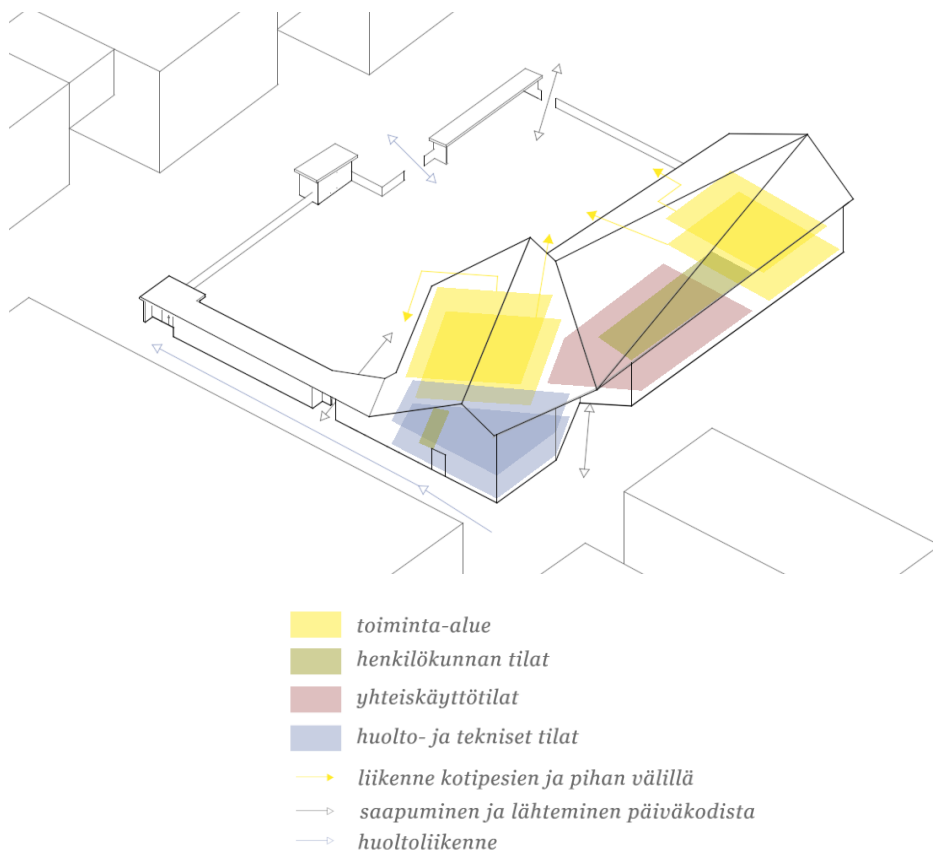 toiminta-alue
henkilökunnan tilat
yhteiskäyttötilat
huolto- ja tekniset tilat
liikenne kotipesien ja pihan välillä
saapuminen ja lähteminen päiväkodista
huoltoliikenne